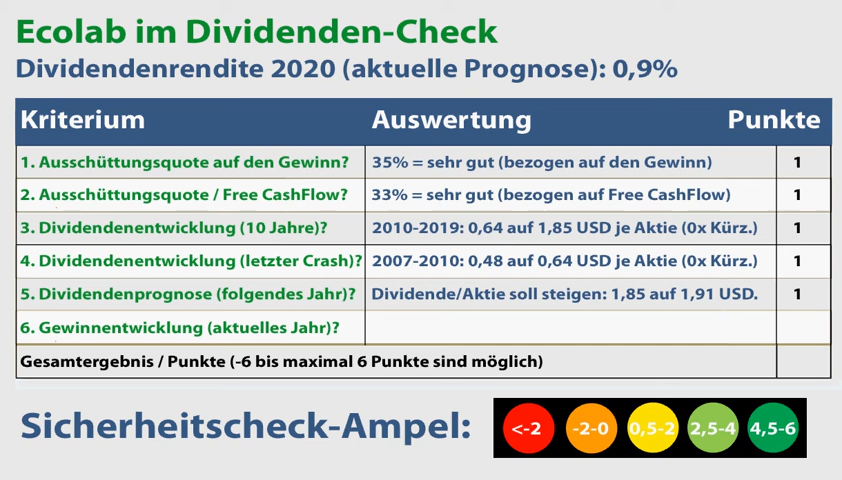 Ecolab im Dividenden-Check
Dividendenrendite 2020 (aktuelle Prognose): 0,9%
Kriterium Auswertung Punkte
1. Ausschüttungsquote auf den Gewinn? 35% = sehr gut (bezogen auf den Gewinn) 1
2. Ausschüttungsquote / Free CashFlow? 33% = sehr gut (bezogen auf Free CashFlow) 1
3. Dividendenentwicklung (10 Jahre)? 2010-2019: 0,64 auf 1,85 USD je Aktie (0x Kürz.) 1
4. Dividendenentwicklung (letzter Crash)? 2007-2010: 0,48 auf 0,64 USD je Aktie (0x Kürz.) 1
5. Dividendenprognose (folgendes Jahr)? Dividende/Aktie soll steigen: 1,85 auf 1,91 USD. 1
6. Gewinnentwicklung (aktuelles Jahr)?
Gesamtergebnis / Punkte (-6 bis maximal 6 Punkte sind möglich)
Sicherheitscheck-Ampel: <-2 -2-0 0,5-2 2,5-4 4,5-6